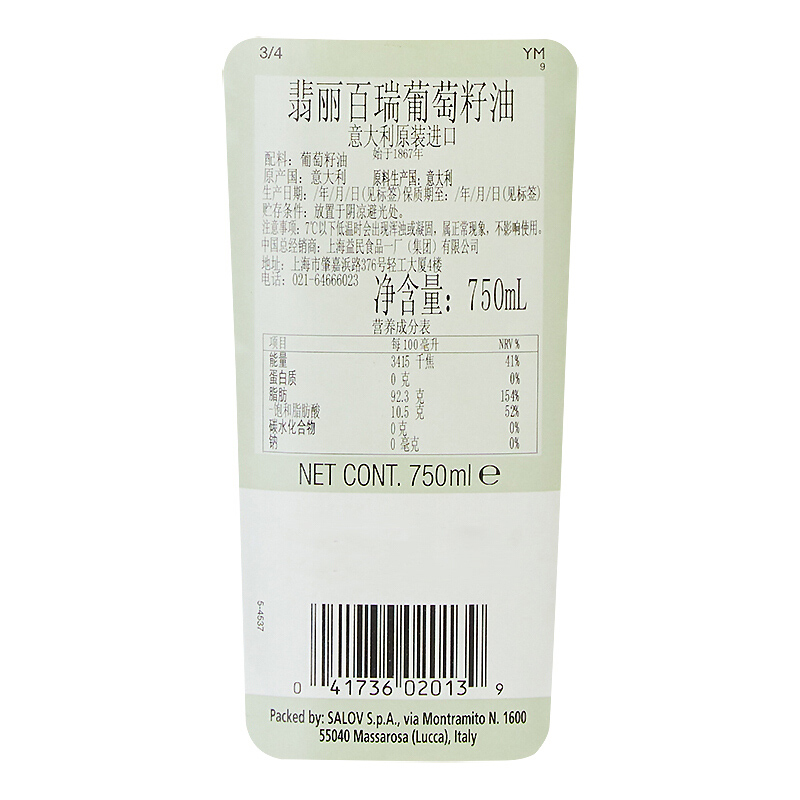 3/4 YM
9
翡丽百瑞葡萄籽油
意大利原装进口
始于1867年
配料：葡萄籽油
原产国：意大利 原料生产国：意大利
生产日期：/年/月/日(见标签)保质期至：/年/月/日(见标签)
贮存条件：放置于阴凉避光处。
注意事项：7℃以下低温时会出现浑浊或凝固，属正常现象，不影响使用。
中国总经销商：上海益民食品一厂（集团）有限公司
地址：上海市肇嘉浜路376号轻工大厦4楼
电话：021-64666023
净含量：750mL
营养成分表
项目 每100毫升 NRV%
能量 3415 千焦 41%
蛋白质 0 克 0%
脂肪 92.3 克 154%
-饱和脂肪酸 10.5 克 52%
碳水化合物 0克 0%
钠 0 毫克 0%
NET CONT. 750ml ℮
5-4537
0 41736 02013 9
Packed by: SALOV S.p.A., via Montramito N. 1600
55040 Massarosa (Lucca), Italy